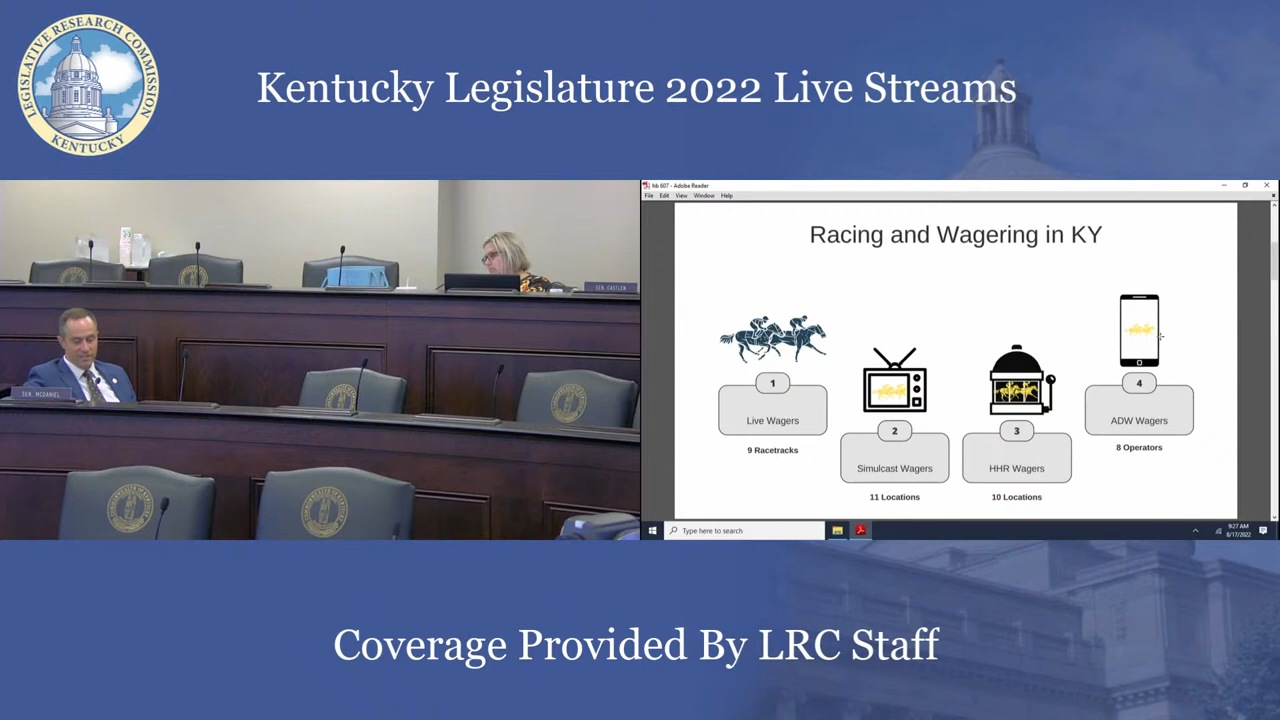 LEGISLATIVE RESEARCH COMMISSION
KENTUCKY
Kentucky Legislature 2022 Live Streams
SEN. CASTLEN
SEN. MCDANIEL
hb 607 - Adobe Reader
File Edit View Window Help
Racing and Wagering in KY
1
Live Wagers
9 Racetracks
2
Simulcast Wagers
11 Locations
3
HHR Wagers
10 Locations
4
ADW Wagers
8 Operators
Type here to search
9:27 AM
8/17/2022
Coverage Provided By LRC Staff